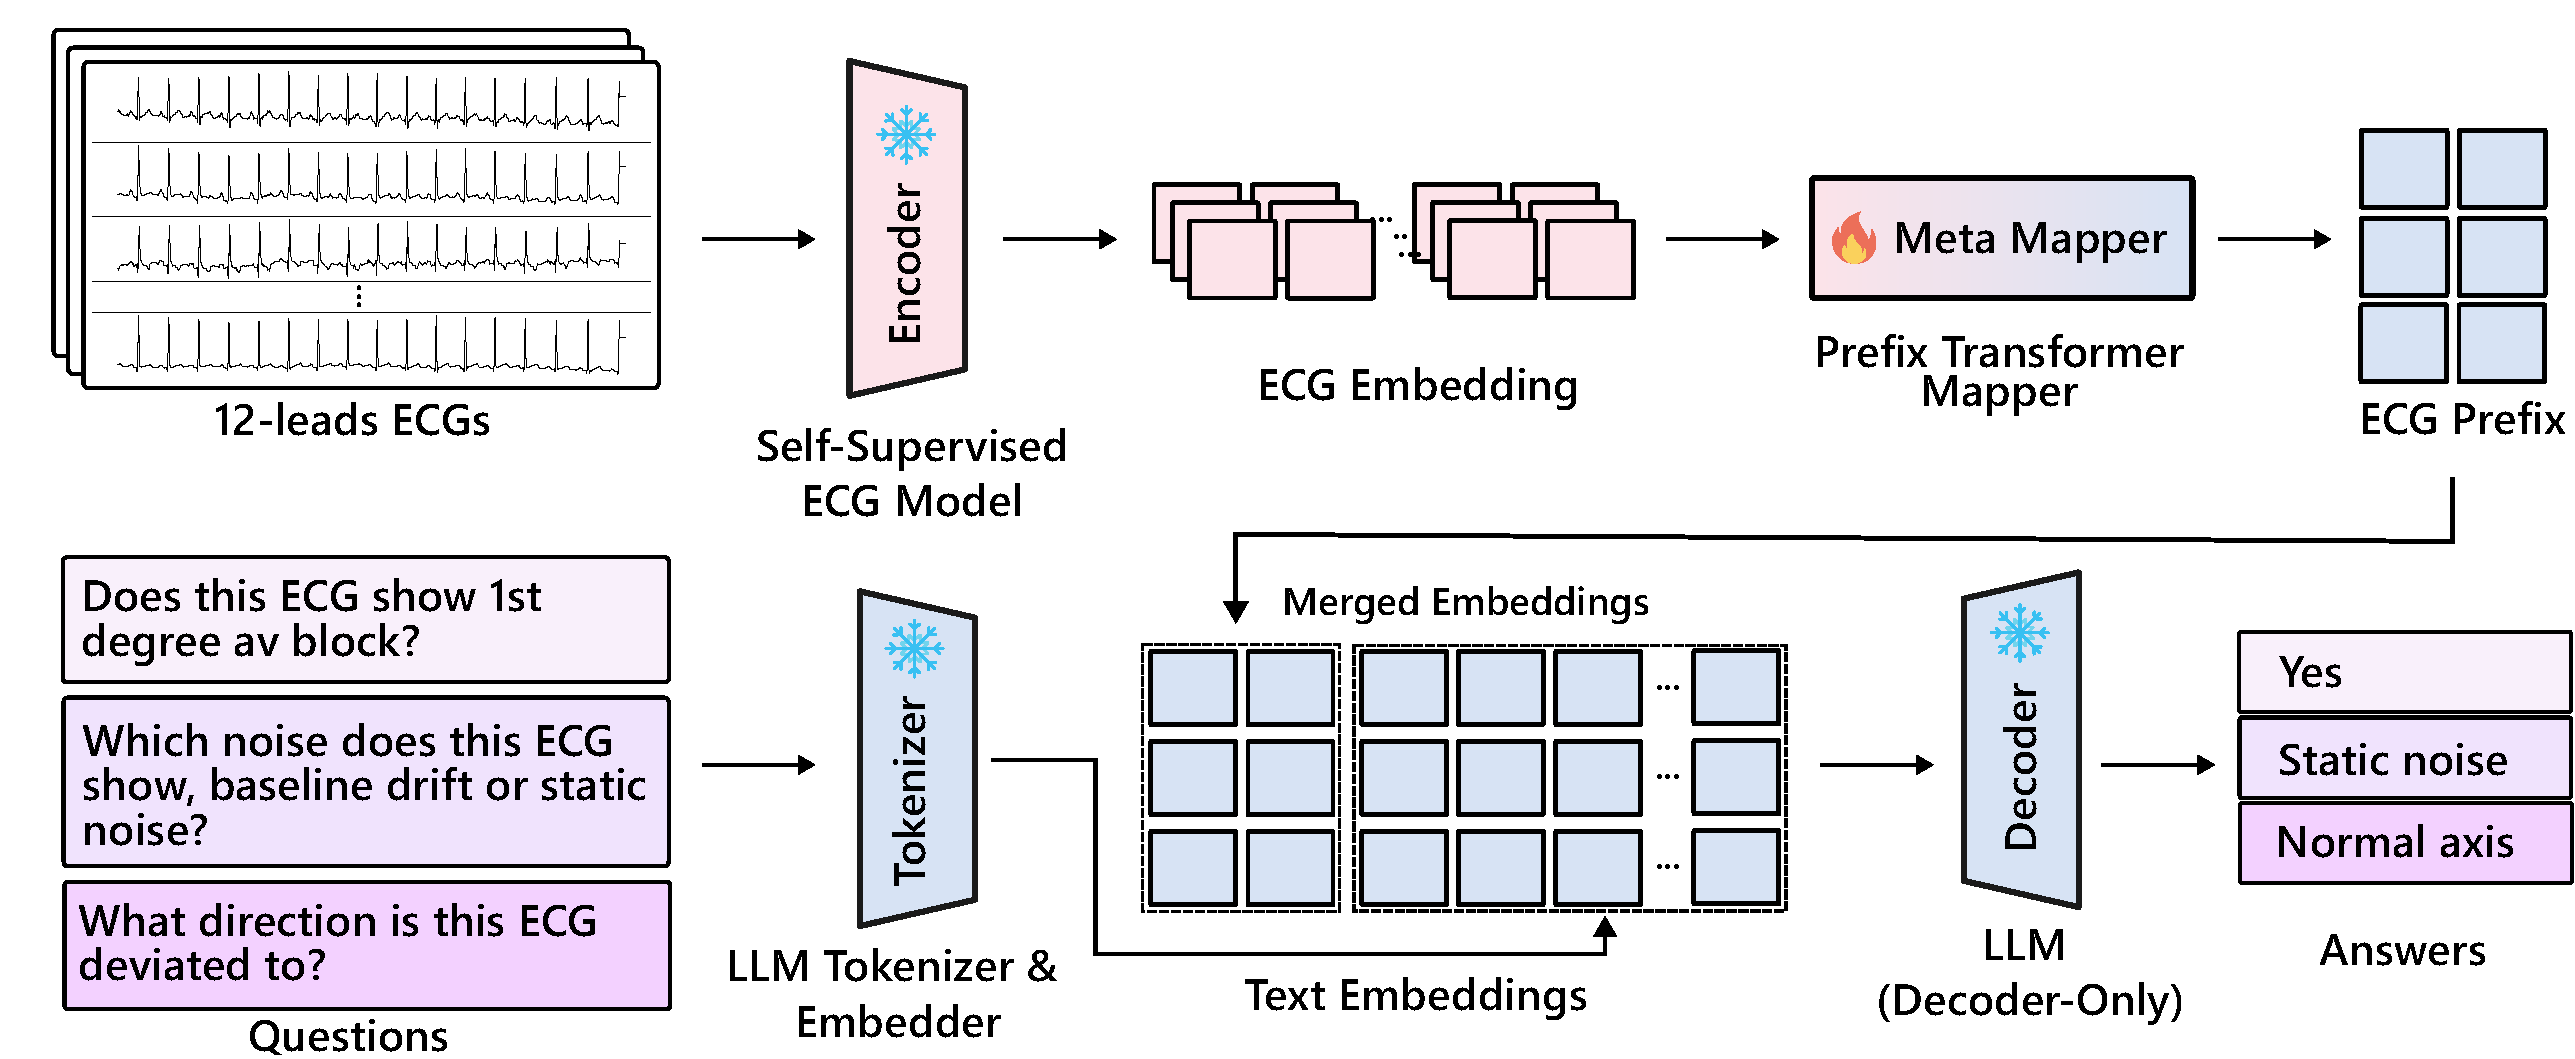 12-leads ECGs
Encoder
Self-Supervised
ECG Model
...
ECG Embedding
Meta Mapper
Prefix Transformer
Mapper
ECG Prefix
Does this ECG show 1st
degree av block?
Which noise does this ECG
show, baseline drift or static
noise?
What direction is this ECG
deviated to?
Questions
Tokenizer
LLM Tokenizer &
Embedder
Merged Embeddings
...
...
...
Text Embeddings
Decoder
LLM
(Decoder-Only)
Yes
Static noise
Normal axis
Answers